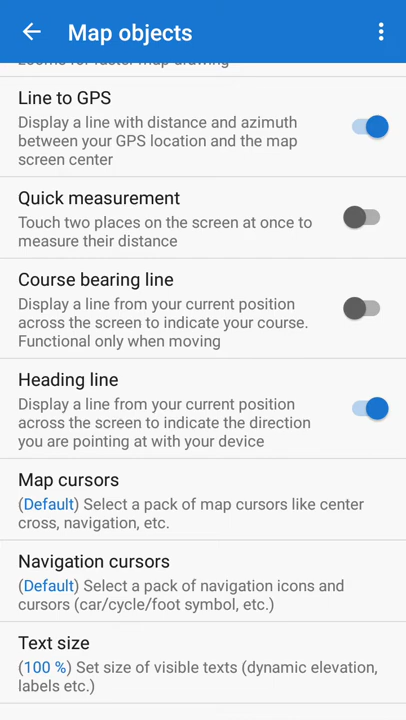 Map objects
zooms for faster map drawing
Line to GPS
Display a line with distance and azimuth
between your GPS location and the map
screen center
Quick measurement
Touch two places on the screen at once to
measure their distance
Course bearing line
Display a line from your current position
across the screen to indicate your course.
Functional only when moving
Heading line
Display a line from your current position
across the screen to indicate the direction
you are pointing at with your device
Map cursors
(Default) Select a pack of map cursors like center
cross, navigation, etc.
Navigation cursors
(Default) Select a pack of navigation icons and
cursors (car/cycle/foot symbol, etc.)
Text size
(100 %) Set size of visible texts (dynamic elevation,
labels etc.)